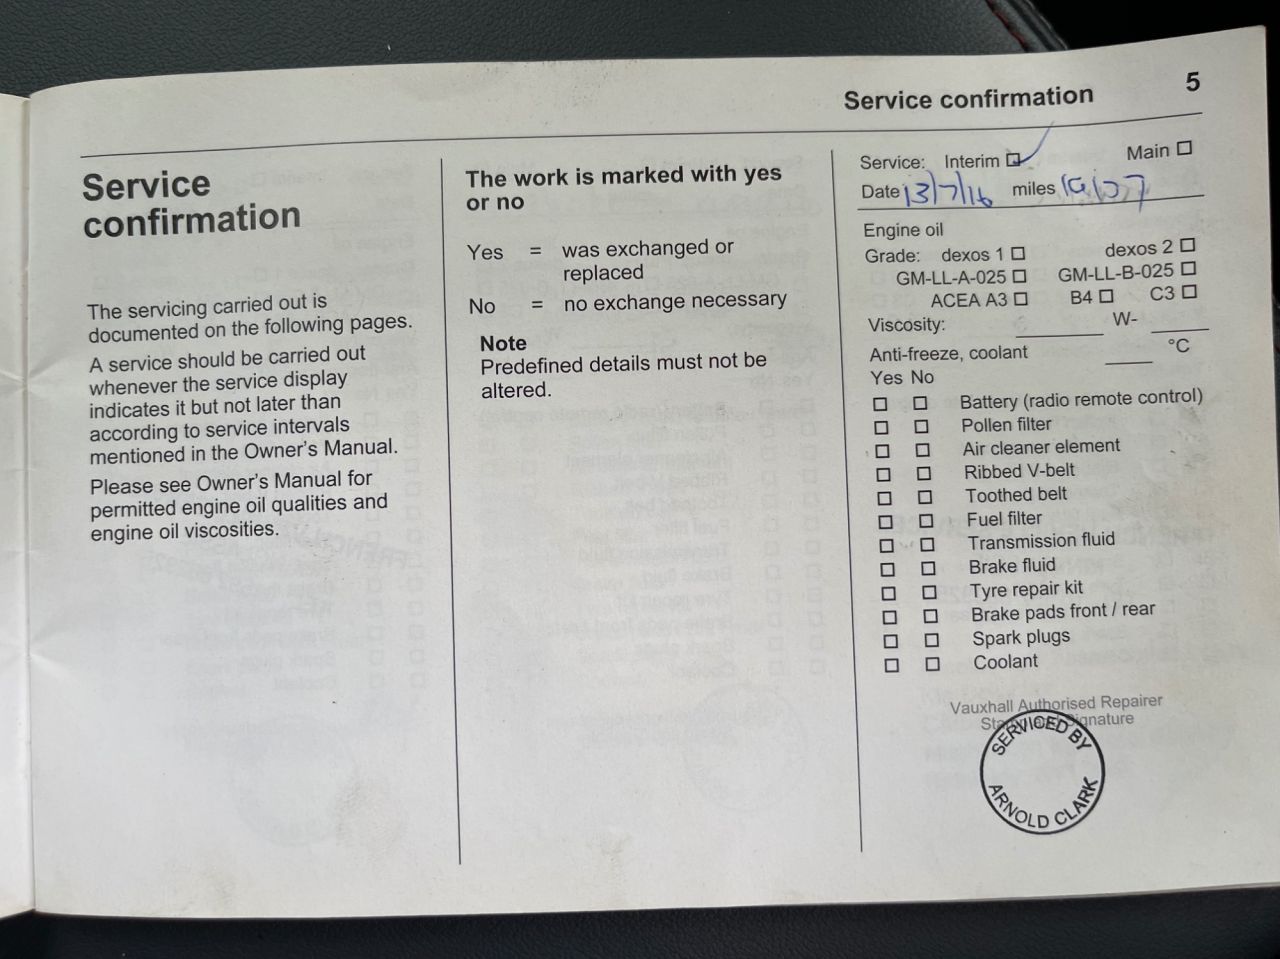 Service confirmation 5
Service
confirmation
The servicing carried out is
documented on the following pages.
A service should be carried out
whenever the service display
indicates it but not later than
according to service intervals
mentioned in the Owner's Manual.
Please see Owner's Manual for
permitted engine oil qualities and
engine oil viscosities.
The work is marked with yes
or no
Yes = was exchanged or
replaced
No = no exchange necessary
Note
Predefined details must not be
altered.
Service: Interim ☑ Main ☐
Date 13/7/16 miles
Engine oil
Grade: dexos 1 ☐ dexos 2 ☐
GM-LL-A-025 ☐ GM-LL-B-025 ☐
ACEA A3 ☐ B4 ☐ C3 ☐
Viscosity: ____ W- ____
Anti-freeze, coolant ____ °C
Yes No
☐ ☐ Battery (radio remote control)
☐ ☐ Pollen filter
☐ ☐ Air cleaner element
☐ ☐ Ribbed V-belt
☐ ☐ Toothed belt
☐ ☐ Fuel filter
☐ ☐ Transmission fluid
☐ ☐ Brake fluid
☐ ☐ Tyre repair kit
☐ ☐ Brake pads front / rear
☐ ☐ Spark plugs
☐ ☐ Coolant
Vauxhall Authorised Repairer
Stamp and Signature
SERVICED BY
ARNOLD CLARK